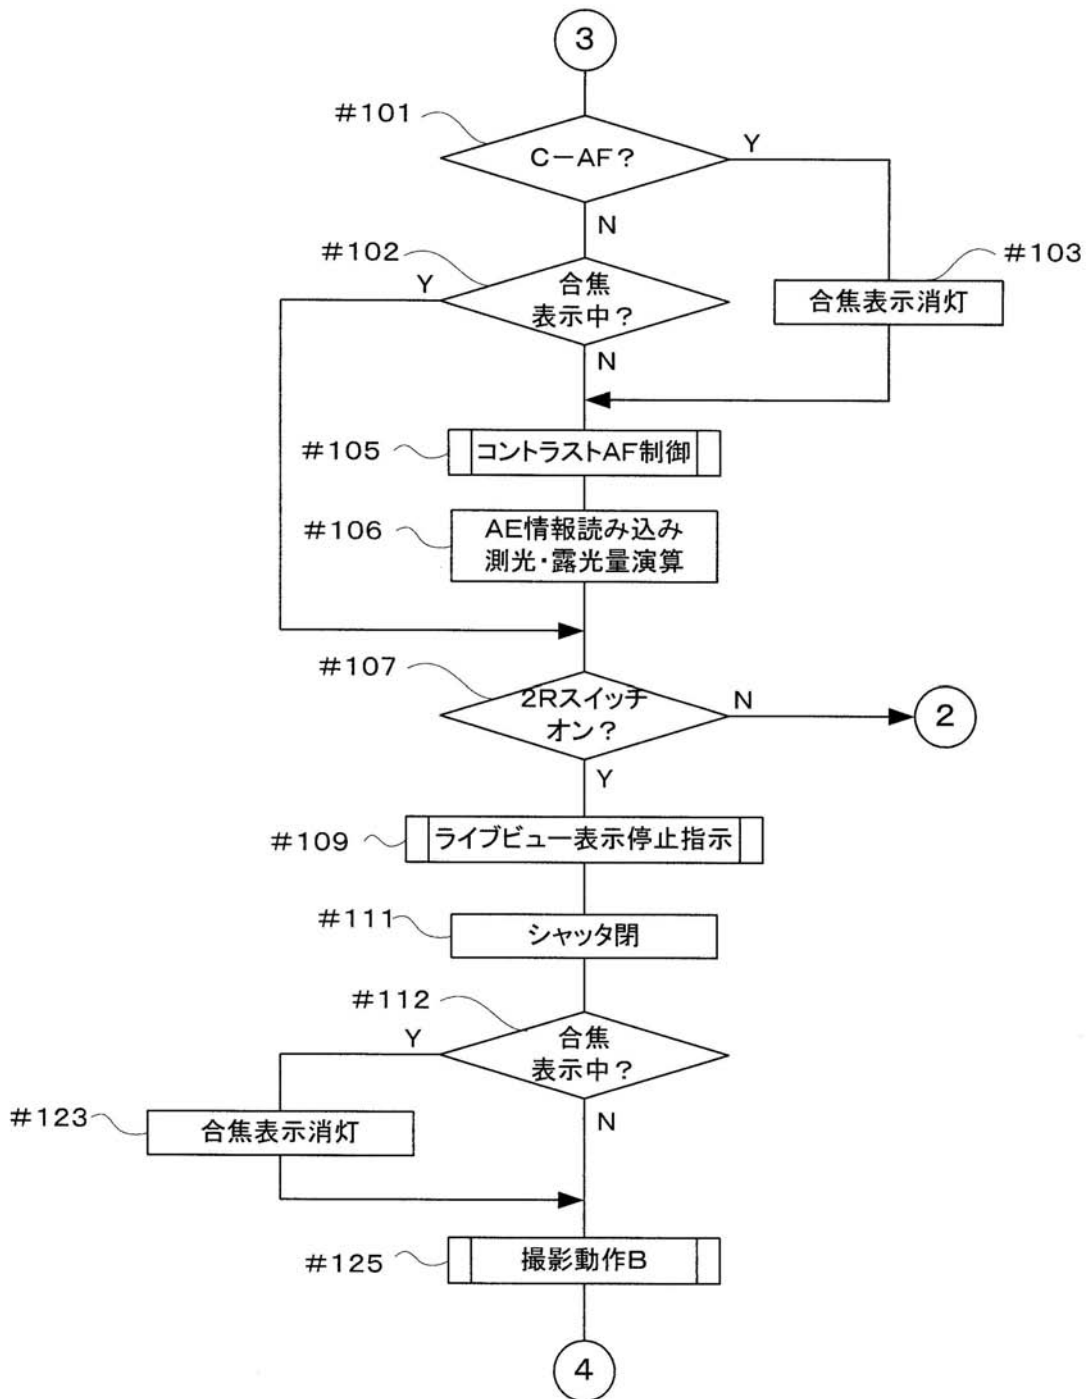 3
#101
C-AF?
Y
N
#102
Y
合焦
表示中?
#103
合焦表示消灯
N
#105
コントラストAF制御
#106
AE情報読み込み
測光・露光量演算
#107
2Rスイッチ
オン?
N
2
Y
#109
ライブビュー表示停止指示
#111
シャッタ閉
#112
Y
合焦
表示中?
#123
合焦表示消灯
N
#125
撮影動作B
4